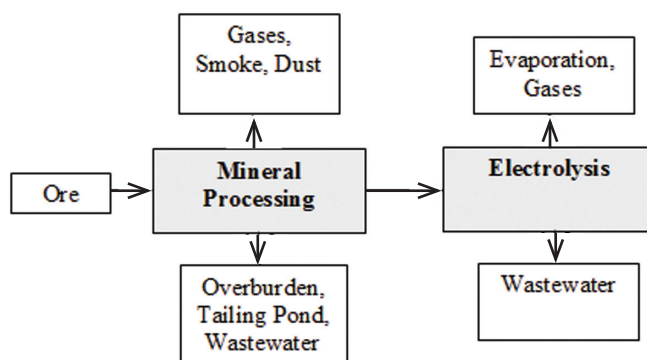 Gases,
Smoke, Dust
Evaporation,
Gases
Ore
Mineral
Processing
Electrolysis
Overburden,
Tailing Pond,
Wastewater
Wastewater